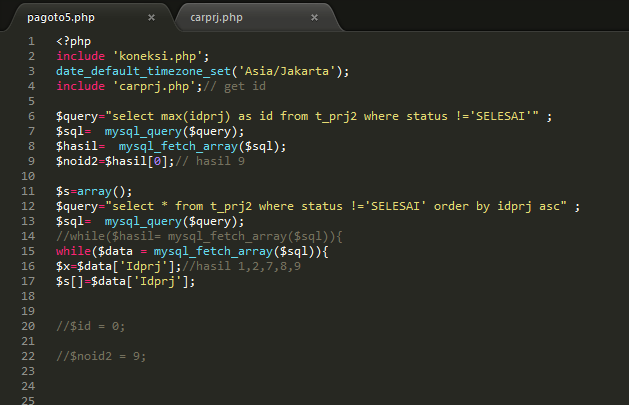 pagoto5.php × carprj.php ×
1 <?php
2 include 'koneksi.php';
3 date_default_timezone_set('Asia/Jakarta');
4 include 'carprj.php';// get id
5
6 $query="select max(idprj) as id from t_prj2 where status !='SELESAI'" ;
7 $sql=  mysql_query($query);
8 $hasil=  mysql_fetch_array($sql);
9 $noid2=$hasil[0];// hasil 9
10
11 $s=array();
12 $query="select * from t_prj2 where status !='SELESAI' order by idprj asc" ;
13 $sql=  mysql_query($query);
14 //while($hasil= mysql_fetch_array($sql)){
15 while($data = mysql_fetch_array($sql)){
16 $x=$data['Idprj'];//hasil 1,2,7,8,9
17 $s[]=$data['Idprj'];
18
19
20 //$id = 0;
21
22 //$noid2 = 9;
23
24
25